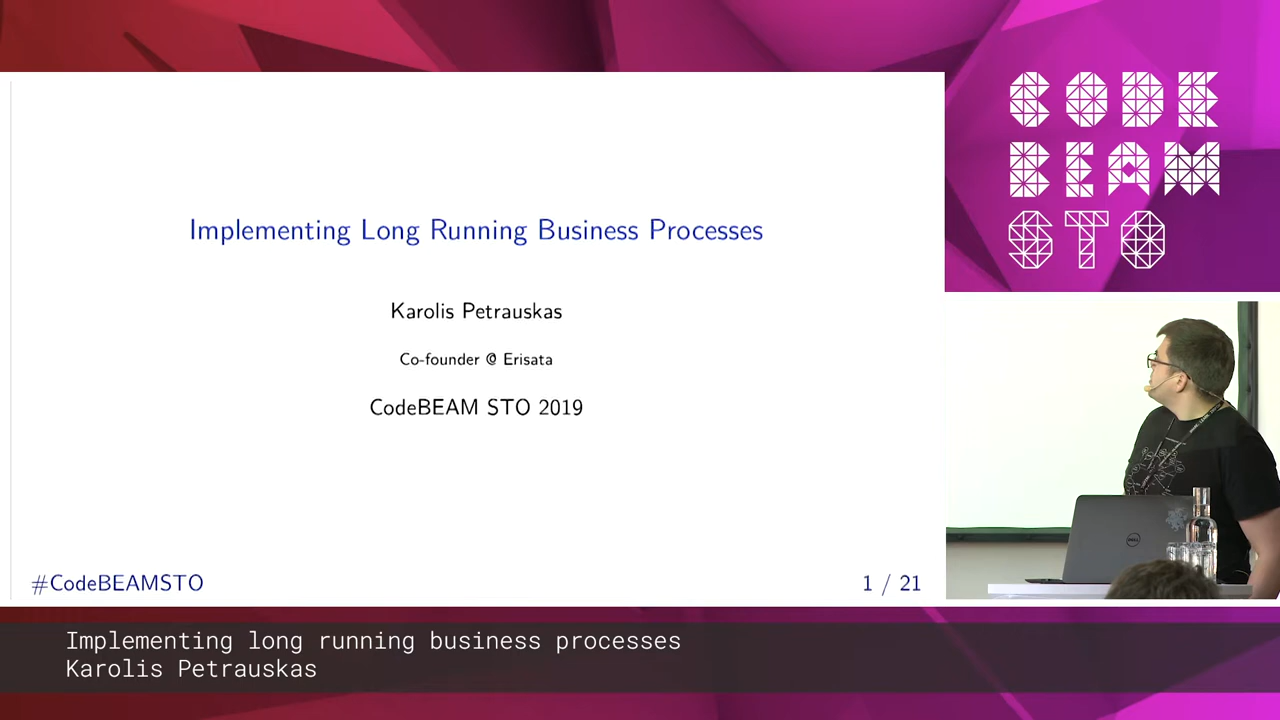 CODE
BEAM
STO
Implementing Long Running Business Processes
Karolis Petrauskas
Co-founder @ Erisata
CodeBEAM STO 2019
#CodeBEAMSTO
1 / 21
DELL
Implementing long running business processes
Karolis Petrauskas